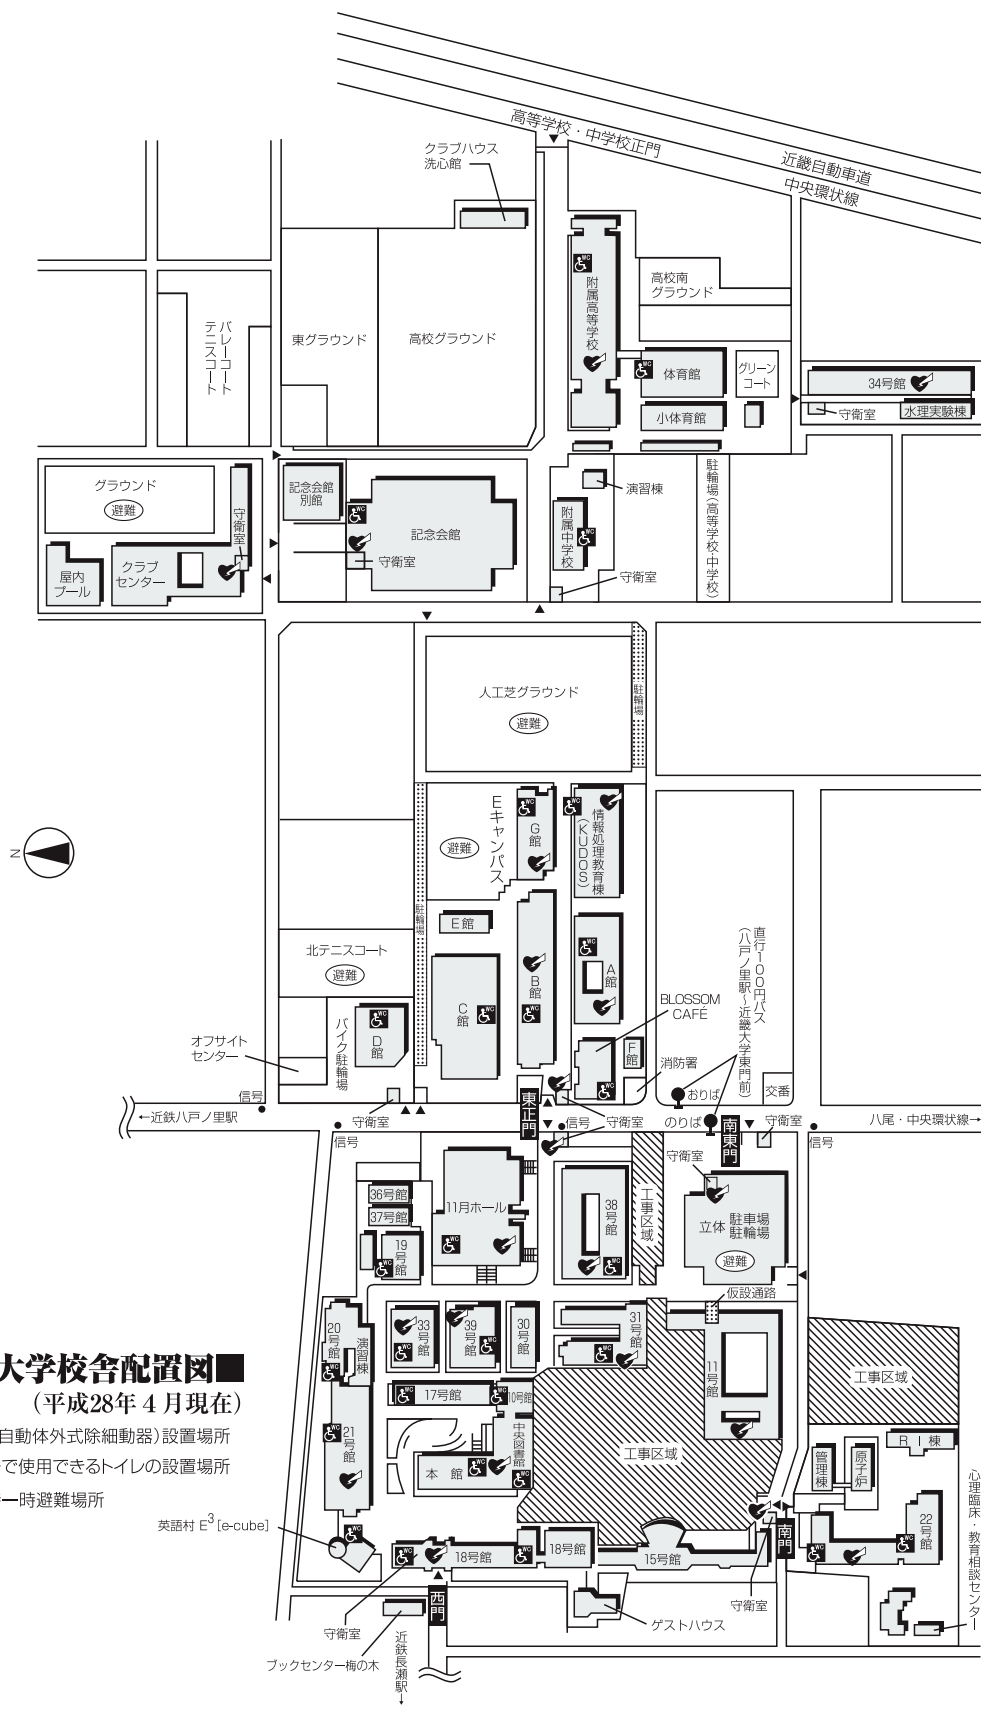 高等学校・中学校正門
近畿自動車道
中央環状線
クラブハウス
洗心館
附属高等学校
高校南
グラウンド
バレーコート
テニスコート
東グラウンド
高校グラウンド
体育館
グリーン
コート
小体育館
34号館
守衛室
水理実験棟
グラウンド
避難
守衛室
屋内
プール
クラブ
センター
記念会館
別館
記念会館
守衛室
演習棟
附属中学校
守衛室
駐輪場(高等学校・中学校)
人工芝グラウンド
避難
駐輪場
N
Eキャンパス
避難
G館
情報処理教育棟
(KUDOS)
駐輪場
E館
北テニスコート
避難
B館
A館
C館
D館
バイク駐輪場
オフサイト
センター
BLOSSOM
CAFÉ
F館
消防署
直行100円バス
(八戸ノ里駅〜近畿大学東門前)
おりば
のりば
交番
信号
←近鉄八戸ノ里駅
守衛室
東正門
信号
守衛室
南東門
守衛室
八尾・中央環状線→
信号
信号
36号館
37号館
19号館
11月ホール
38号館
工事区域
守衛室
立体
駐車場
駐輪場
避難
仮設通路
20号館
演習棟
33号館
39号館
30号館
31号館
11号館
工事区域
大学校舎配置図■
(平成28年4月現在)
自動体外式除細動器)設置場所
で使用できるトイレの設置場所
一時避難場所
17号館
10号館
中央図書館
21号館
本館
工事区域
RI棟
管理棟
原子炉
心理臨床・教育相談センター
英語村 E3 [e-cube]
18号館
18号館
15号館
南門
22号館
守衛室
西門
ゲストハウス
守衛室
ブックセンター梅の木
近鉄長瀬駅→